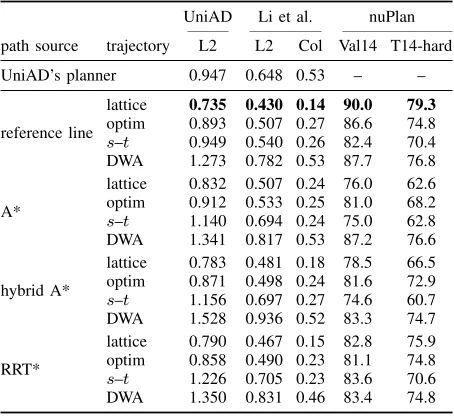 UniAD Li et al. nuPlan
path source trajectory L2 L2 Col Val14 T14-hard
UniAD's planner 0.947 0.648 0.53 – –
lattice 0.735 0.430 0.14 90.0 79.3
reference line optim 0.893 0.507 0.27 86.6 74.8
s–t 0.949 0.540 0.26 82.4 70.4
DWA 1.273 0.782 0.53 87.7 76.8
lattice 0.832 0.507 0.24 76.0 62.6
A* optim 0.912 0.533 0.25 81.0 68.2
s–t 1.140 0.694 0.24 75.0 62.8
DWA 1.341 0.817 0.53 87.2 76.6
lattice 0.783 0.481 0.18 78.5 66.5
hybrid A* optim 0.871 0.498 0.24 81.6 72.9
s–t 1.156 0.697 0.27 74.6 60.7
DWA 1.528 0.936 0.52 83.3 74.7
lattice 0.790 0.467 0.15 82.8 75.9
RRT* optim 0.858 0.490 0.23 81.1 74.8
s–t 1.226 0.705 0.23 83.6 70.6
DWA 1.350 0.831 0.46 83.4 74.8